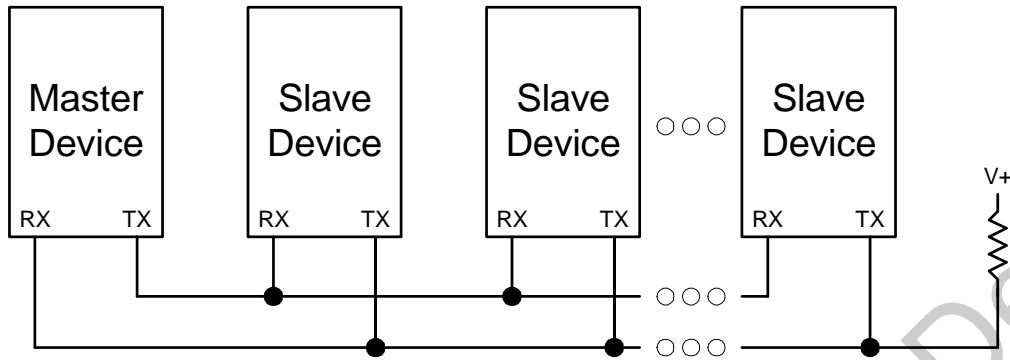 Master
Device
Slave
Device
Slave
Device
Slave
Device
V+
RX TX
RX TX
RX TX
RX TX